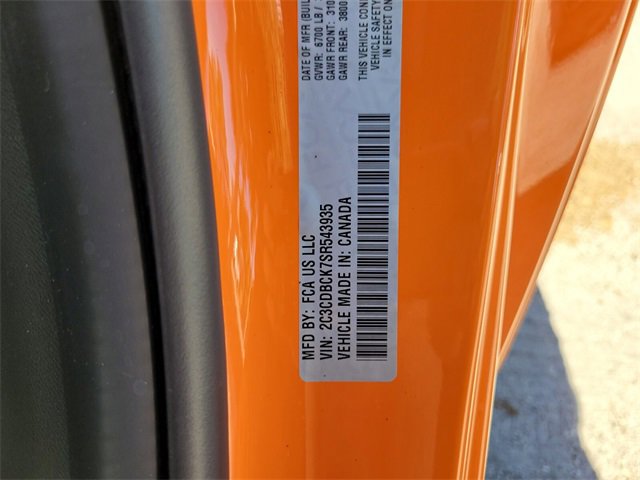 MFD BY: FCA US LLC
VIN: 2C3CDBCK7SR543935
VEHICLE MADE IN: CANADA
DATE OF MFR (BUIL
GVWR: 6700 LB /
GAWR FRONT: 310
GAWR REAR: 3800
THIS VEHICLE CON
VEHICLE SAFETY
IN EFFECT ON